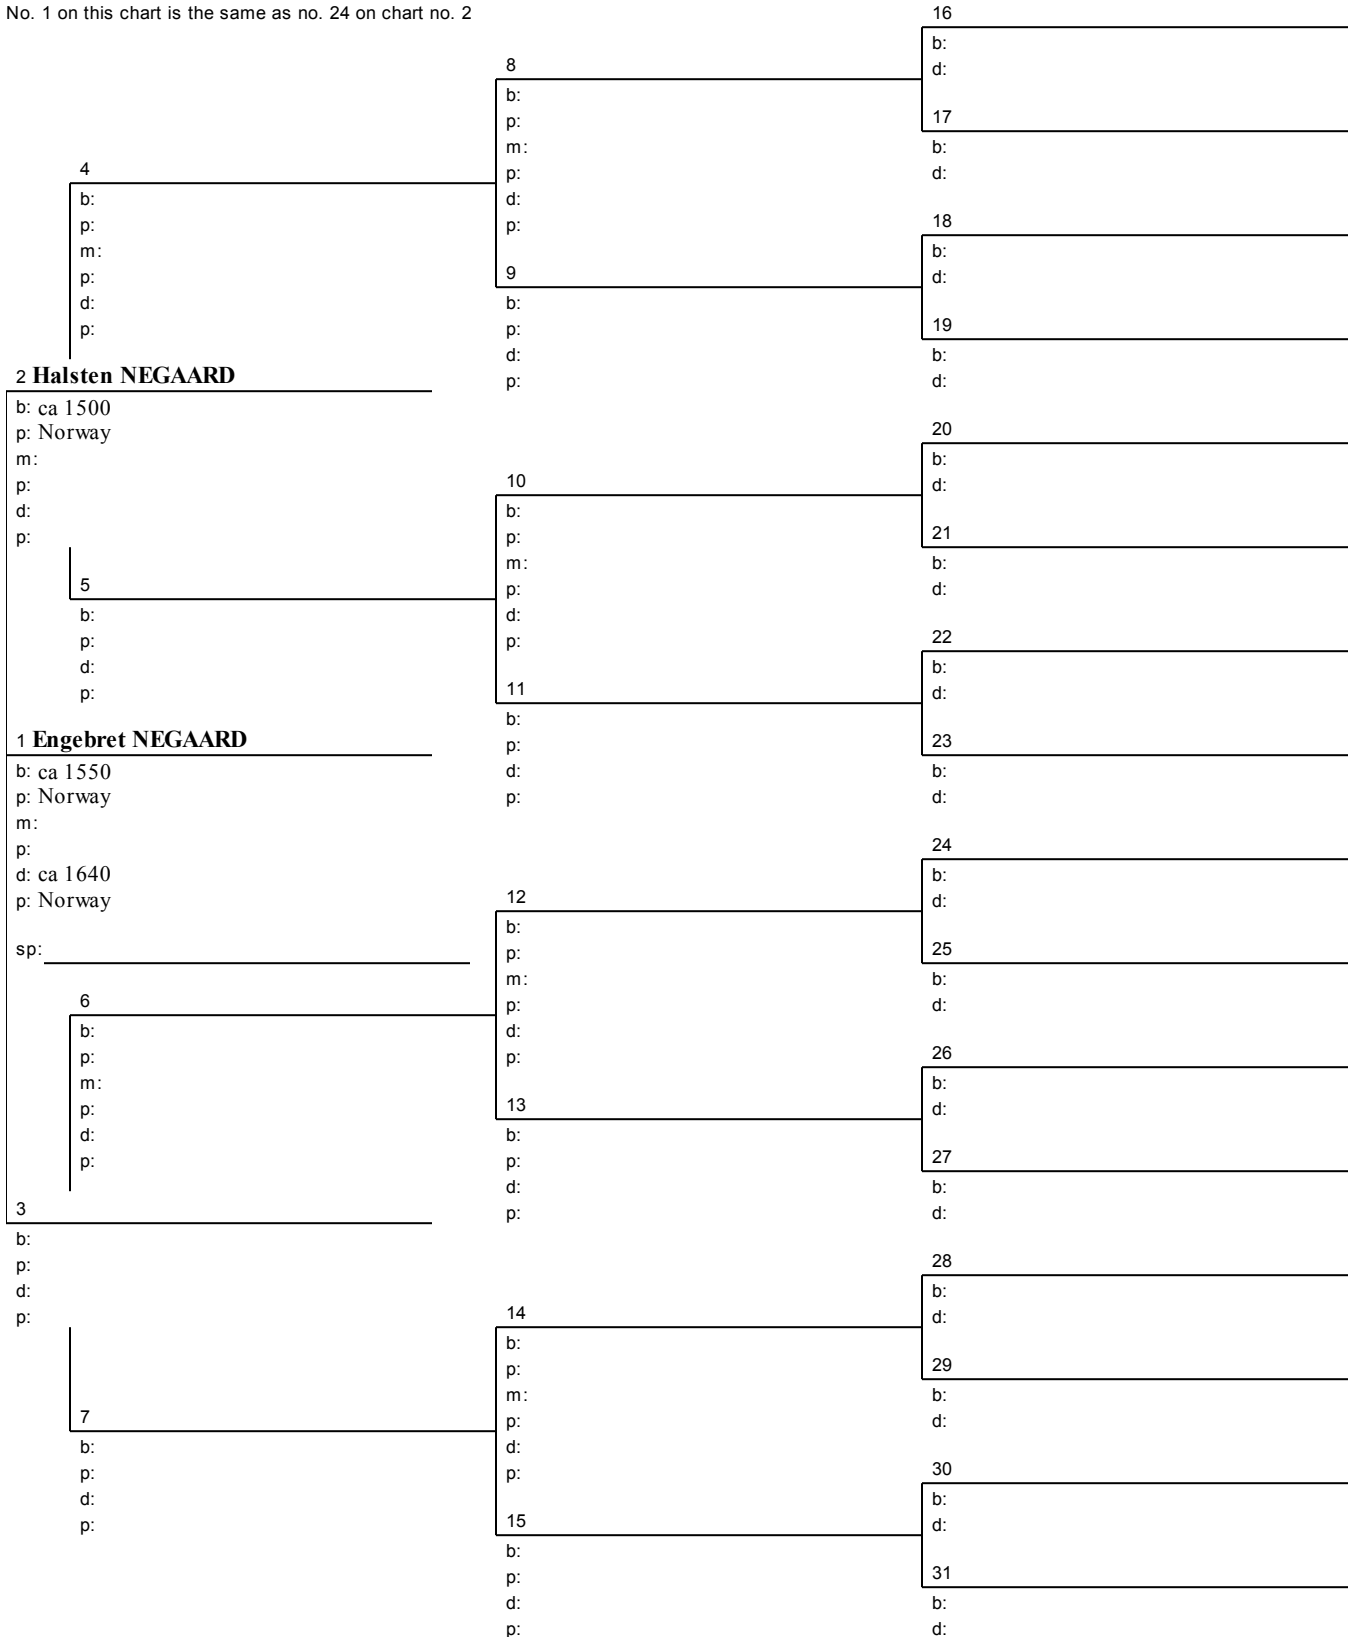 No. 1 on this chart is the same as no. 24 on chart no. 2
16
b:
d:
8
b:
p:
m:
p:
d:
p:
17
b:
d:
4
b:
p:
m:
p:
d:
p:
18
b:
d:
9
b:
p:
d:
p:
19
b:
d:
2 Halsten NEGAARD
b: ca 1500
p: Norway
m:
p:
d:
p:
20
b:
d:
10
b:
p:
m:
p:
d:
p:
21
b:
d:
5
b:
p:
d:
p:
22
b:
d:
11
b:
p:
d:
p:
23
b:
d:
1 Engebret NEGAARD
b: ca 1550
p: Norway
m:
p:
d: ca 1640
p: Norway
sp:
24
b:
d:
12
b:
p:
m:
p:
d:
p:
25
b:
d:
6
b:
p:
m:
p:
d:
p:
26
b:
d:
13
b:
p:
d:
p:
27
b:
d:
3
b:
p:
d:
p:
28
b:
d:
14
b:
p:
m:
p:
d:
p:
29
b:
d:
7
b:
p:
d:
p:
30
b:
d:
15
b:
p:
d:
p:
31
b:
d: